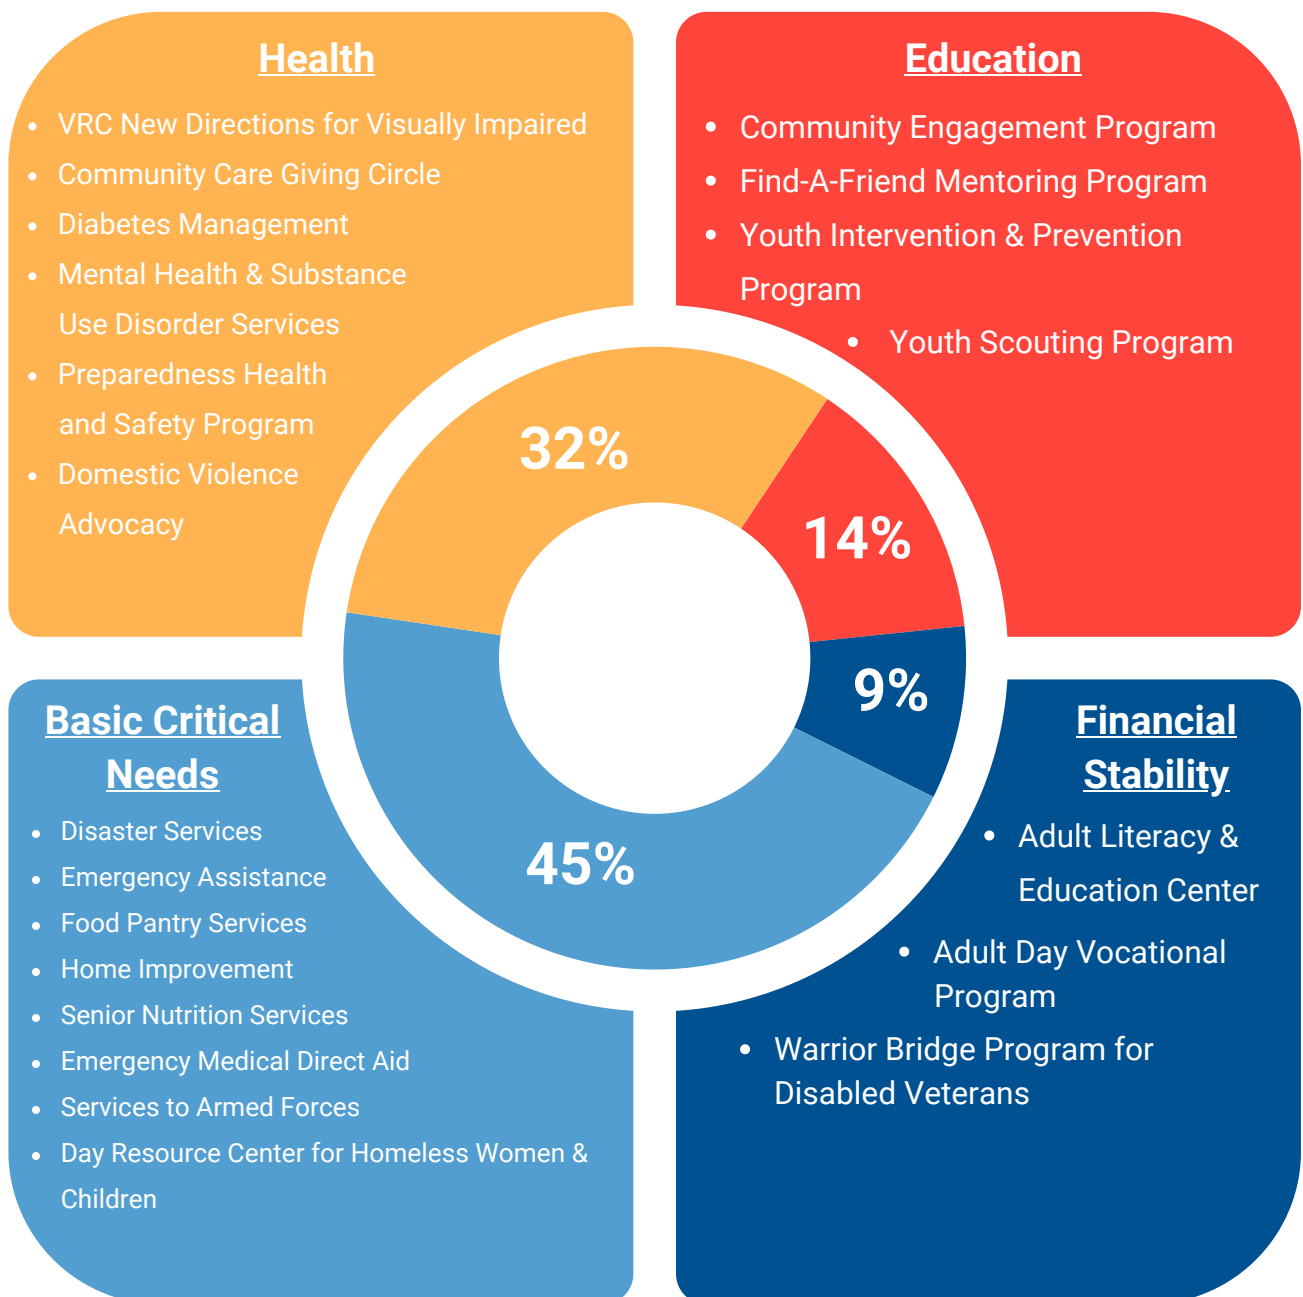 Health
• VRC New Directions for Visually Impaired
• Community Care Giving Circle
• Diabetes Management
• Mental Health & Substance
Use Disorder Services
• Preparedness Health
and Safety Program
• Domestic Violence
Advocacy
Education
• Community Engagement Program
• Find-A-Friend Mentoring Program
• Youth Intervention & Prevention
Program
• Youth Scouting Program
32%
14%
9%
45%
Basic Critical
Needs
• Disaster Services
• Emergency Assistance
• Food Pantry Services
• Home Improvement
• Senior Nutrition Services
• Emergency Medical Direct Aid
• Services to Armed Forces
• Day Resource Center for Homeless Women &
Children
Financial
Stability
• Adult Literacy &
Education Center
• Adult Day Vocational
Program
• Warrior Bridge Program for
Disabled Veterans